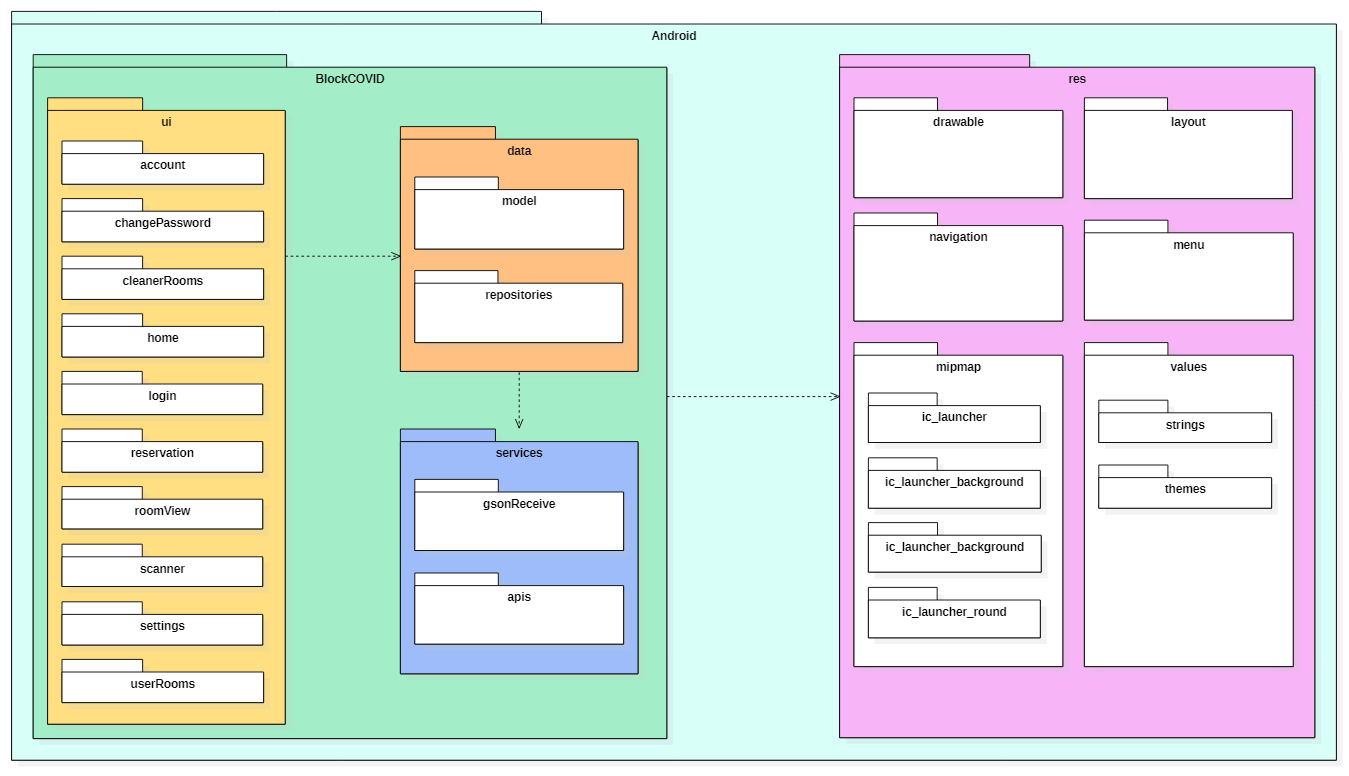 Android
BlockCOVID
ui
account
changePassword
cleanerRooms
home
login
reservation
roomView
scanner
settings
userRooms
data
model
repositories
services
gsonReceive
apis
res
drawable
layout
navigation
menu
mipmap
ic_launcher
ic_launcher_background
ic_launcher_background
ic_launcher_round
values
strings
themes